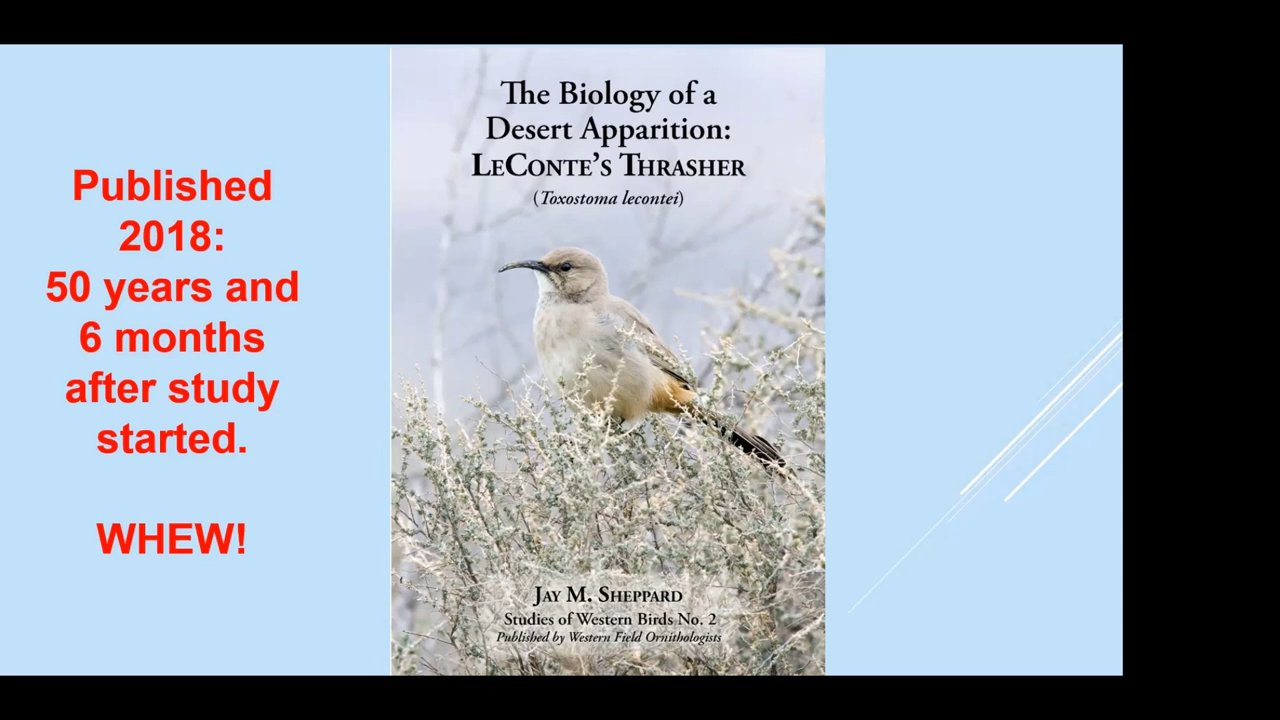 Published
2018:
50 years and
6 months
after study
started.
WHEW!
The Biology of a
Desert Apparition:
LeConte's Thrasher
(Toxostoma lecontei)
Jay M. Sheppard
Studies of Western Birds No. 2
Published by Western Field Ornithologists